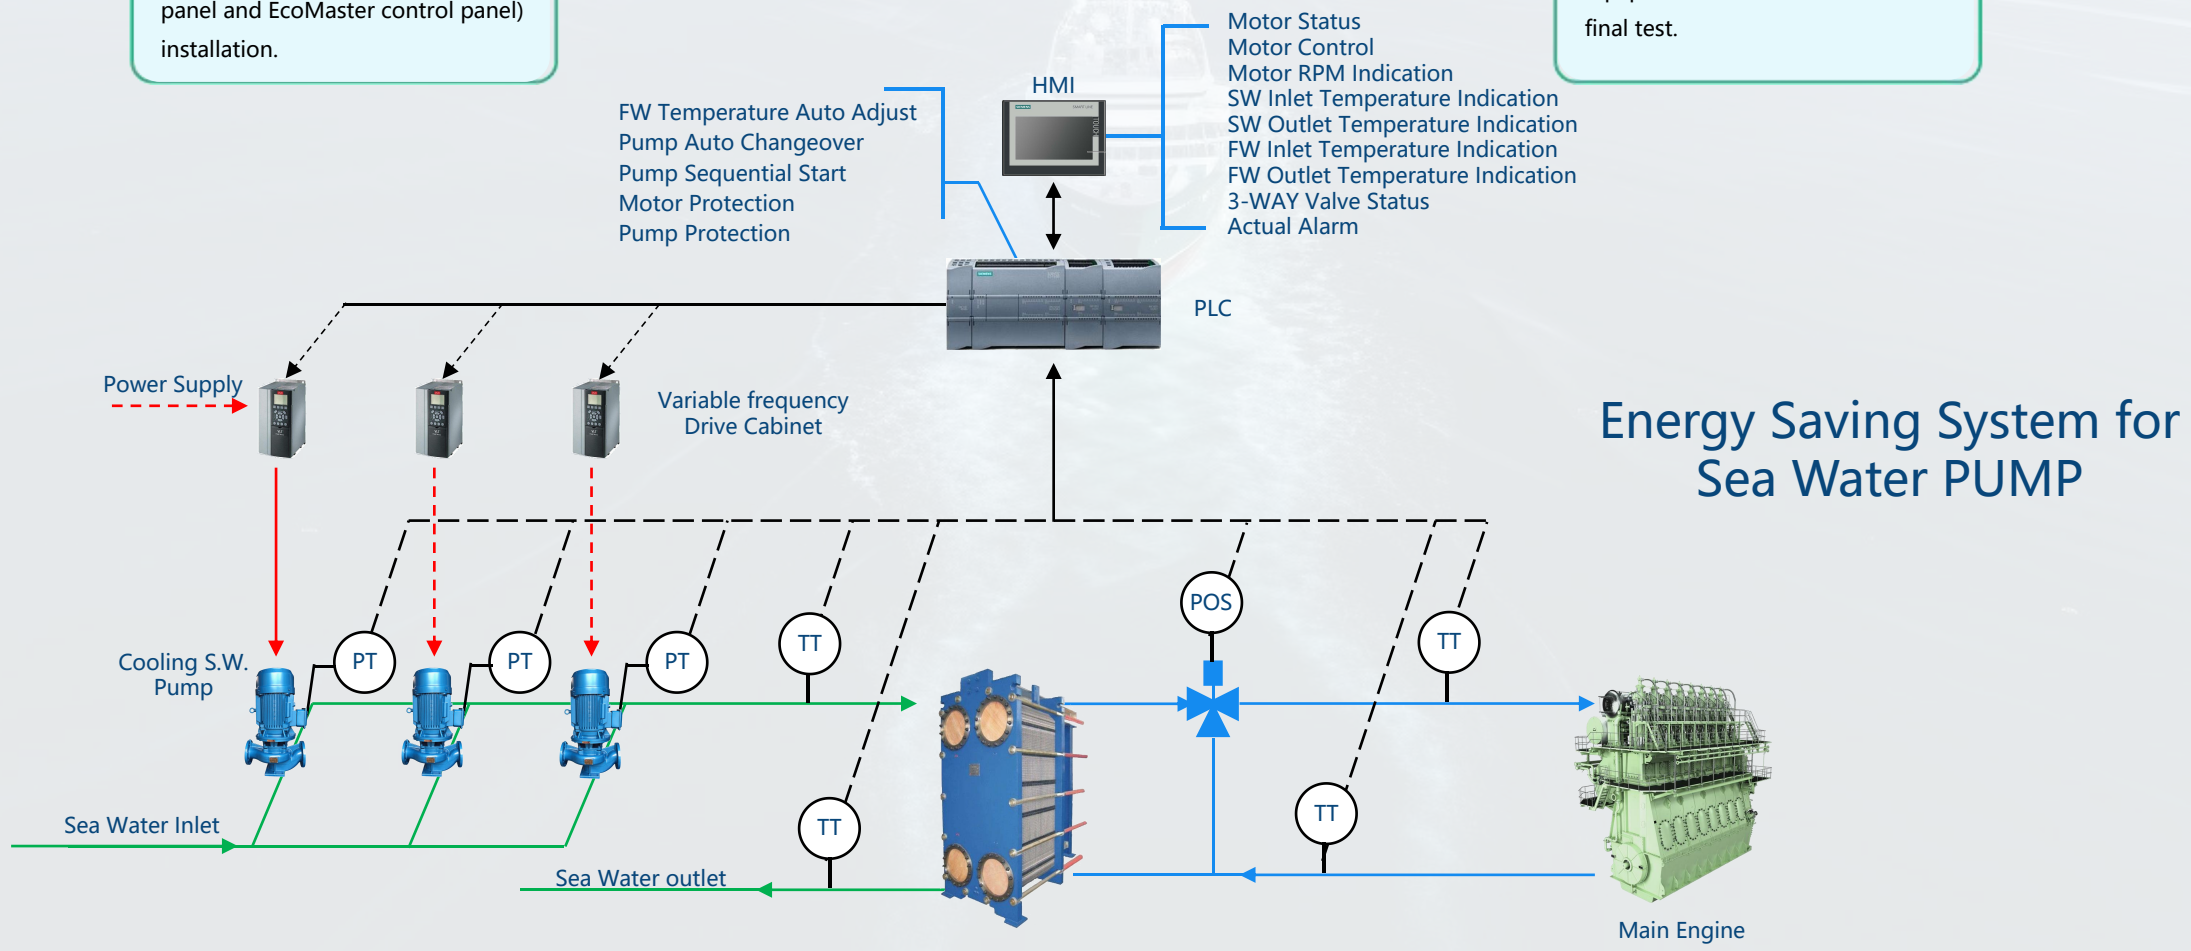 panel and EcoMaster control panel)
installation.
final test.
Motor Status
Motor Control
Motor RPM Indication
SW Inlet Temperature Indication
SW Outlet Temperature Indication
FW Inlet Temperature Indication
FW Outlet Temperature Indication
3-WAY Valve Status
Actual Alarm
HMI
SIEMENS
TOUCH
FW Temperature Auto Adjust
Pump Auto Changeover
Pump Sequential Start
Motor Protection
Pump Protection
PLC
Power Supply
Variable frequency
Drive Cabinet
Energy Saving System for
Sea Water PUMP
POS
TT
TT
PT
PT
PT
Cooling S.W.
Pump
TT
TT
Sea Water Inlet
Sea Water outlet
Main Engine